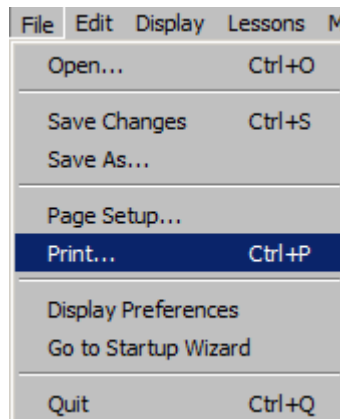 File Edit Display Lessons
Open... Ctrl+O
Save Changes Ctrl+S
Save As...
Page Setup...
Print... Ctrl+P
Display Preferences
Go to Startup Wizard
Quit Ctrl+Q